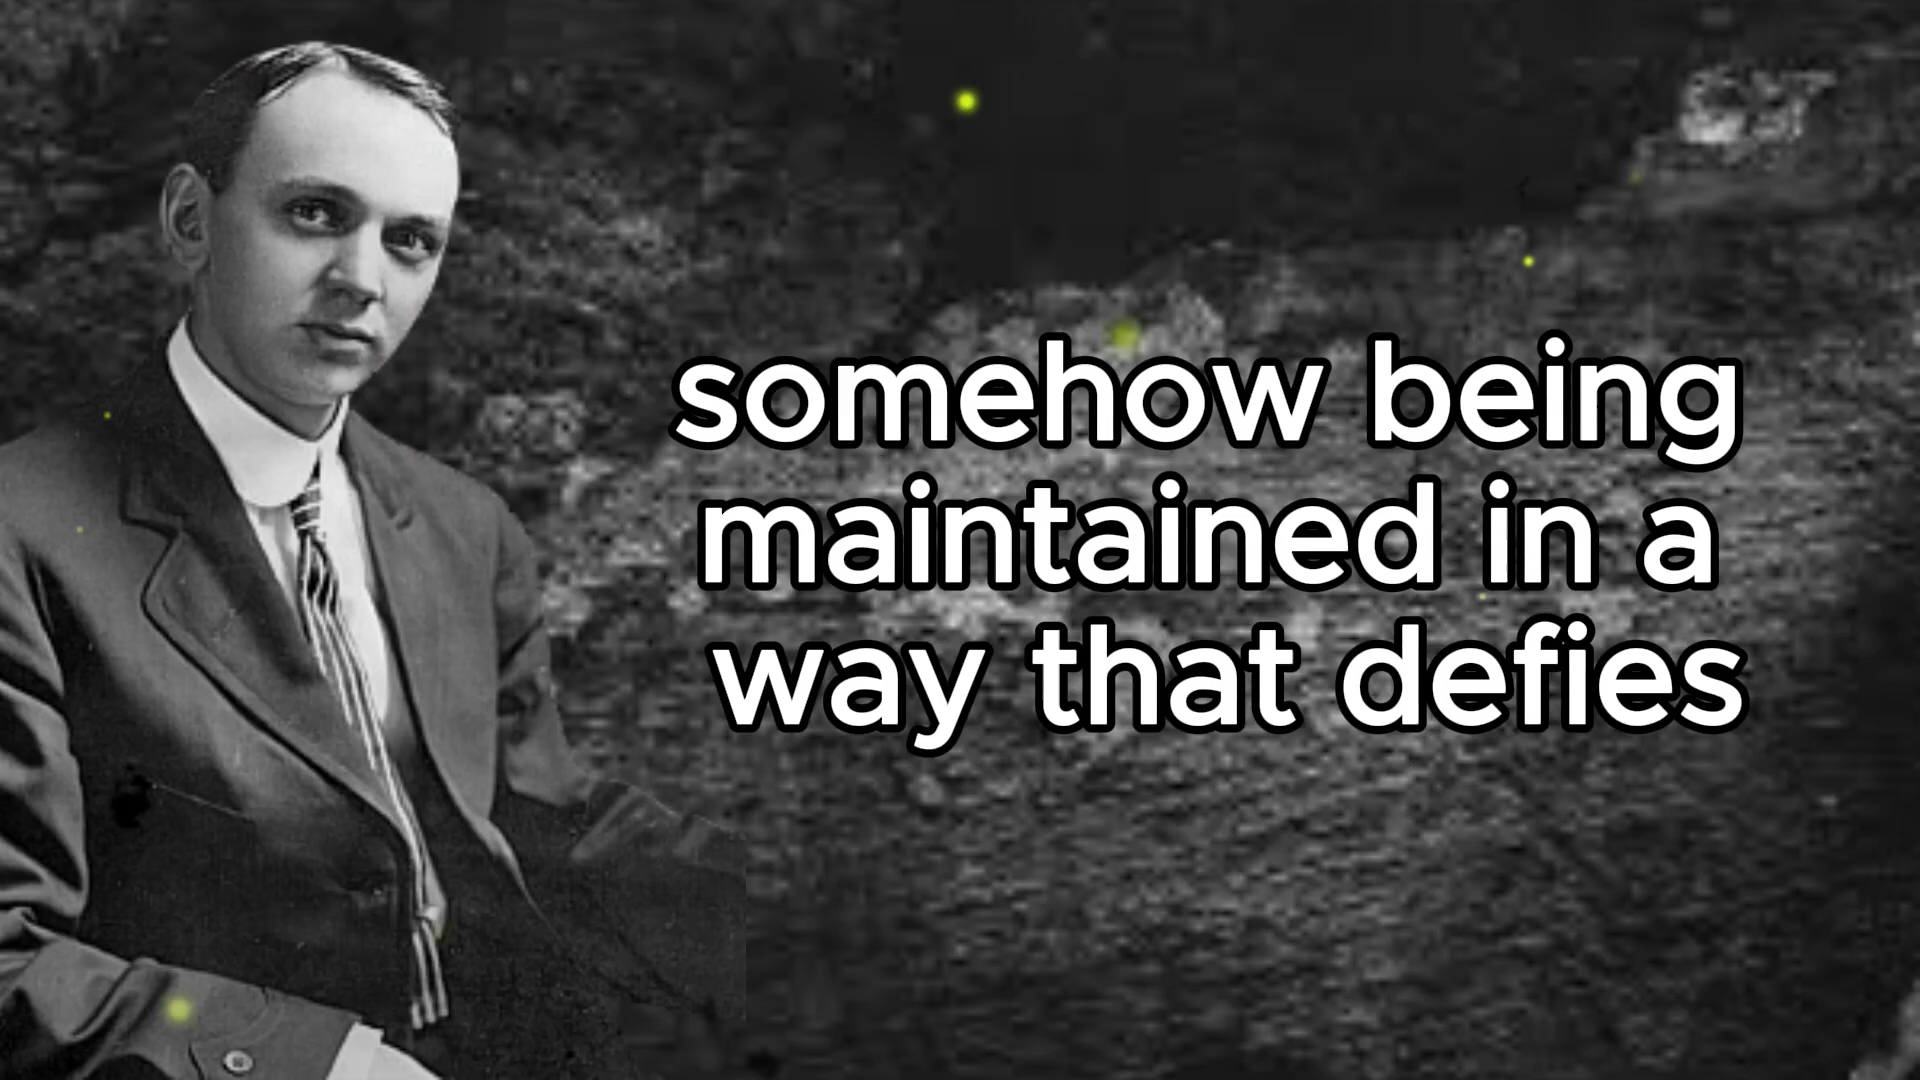 somehow being
maintained in a
way that defies